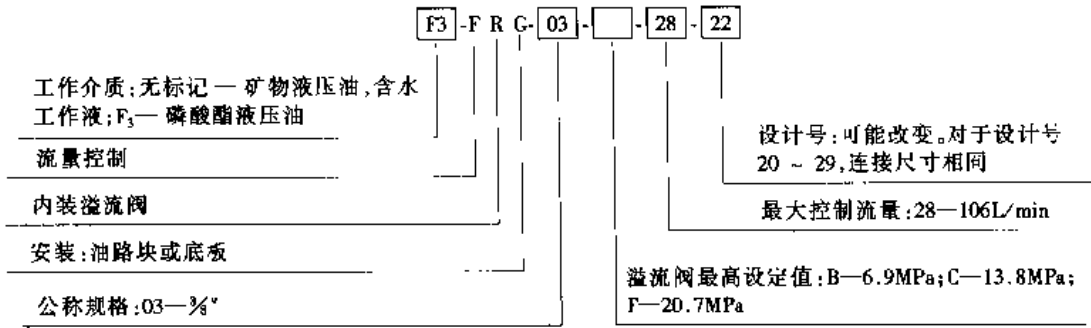 F3-FRG-03-□-28-22
工作介质:无标记—矿物液压油,含水
工作液;F₃—磷酸酯液压油
流量控制
内装溢流阀
安装:油路块或底板
公称规格:03—⅜"
设计号:可能改变。对于设计号
20~29,连接尺寸相同
最大控制流量:28—106L/min
溢流阀最高设定值:B—6.9MPa;C—13.8MPa;
F—20.7MPa